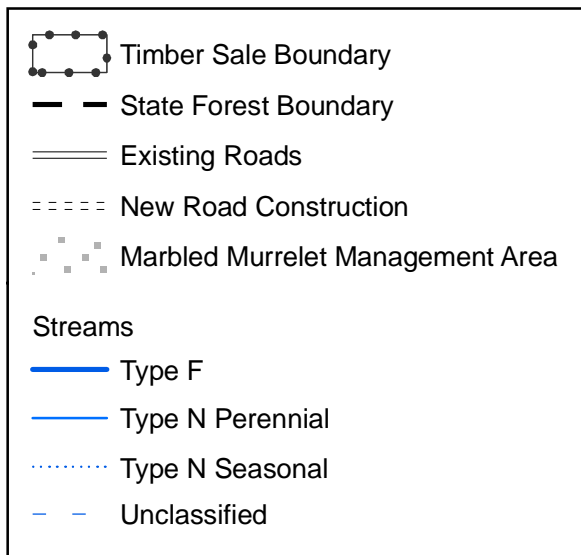 Timber Sale Boundary
State Forest Boundary
Existing Roads
New Road Construction
Marbled Murrelet Management Area
Streams
Type F
Type N Perennial
Type N Seasonal
Unclassified